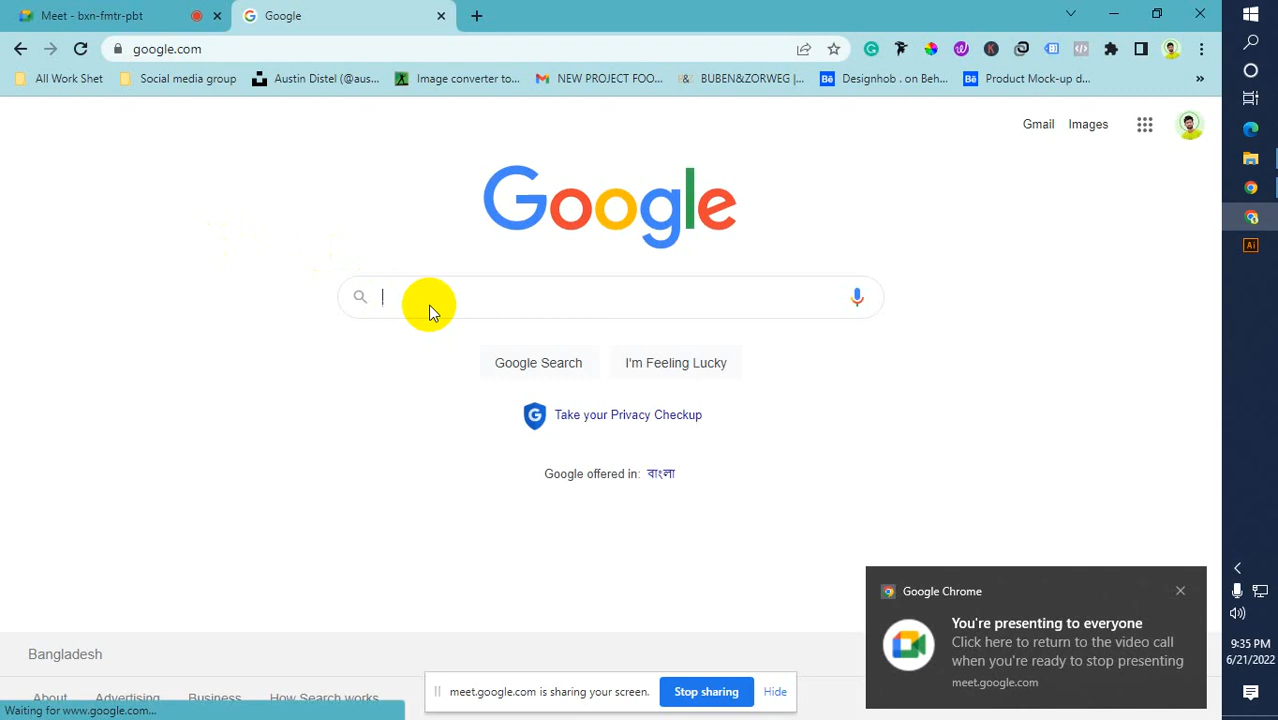 Meet - bxn-fmtr-pbt
Google
google.com
All Work Shet
Social media group
Austin Distel (@aus...
Image converter to...
NEW PROJECT FOO...
BUBEN&ZORWEG |...
Designhob . on Beh...
Product Mock-up d...
»
Gmail
Images
Google
Google Search
I'm Feeling Lucky
Take your Privacy Checkup
Google offered in: বাংলা
Google Chrome
You're presenting to everyone
Click here to return to the video call
when you're ready to stop presenting
meet.google.com
Bangladesh
About
Advertising
Business
How Search works
meet.google.com is sharing your screen.
Stop sharing
Hide
Waiting for www.google.com...
Ai
9:35 PM
6/21/2022